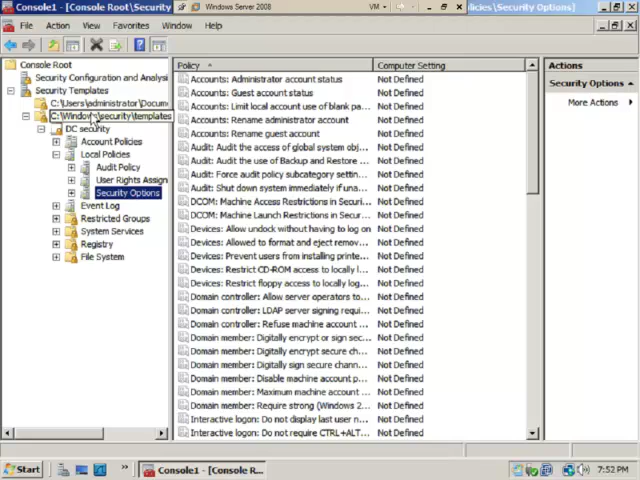 Console1 - [Console Root\Security
Windows Server 2008
VM
olicies\Security Options]
File Action View Favorites Window Help
Console Root
Security Configuration and Analysi
Security Templates
C:\Users\administrator\Docum
C:\Windows\security\templates
DC security
Account Policies
Local Policies
Audit Policy
User Rights Assign
Security Options
Event Log
Restricted Groups
System Services
Registry
File System
Policy Computer Setting
Accounts: Administrator account status Not Defined
Accounts: Guest account status Not Defined
Accounts: Limit local account use of blank pa... Not Defined
Accounts: Rename administrator account Not Defined
Accounts: Rename guest account Not Defined
Audit: Audit the access of global system obj... Not Defined
Audit: Audit the use of Backup and Restore ... Not Defined
Audit: Force audit policy subcategory settin... Not Defined
Audit: Shut down system immediately if una... Not Defined
DCOM: Machine Access Restrictions in Secur... Not Defined
DCOM: Machine Launch Restrictions in Secur... Not Defined
Devices: Allow undock without having to log on Not Defined
Devices: Allowed to format and eject remov... Not Defined
Devices: Prevent users from installing printe... Not Defined
Devices: Restrict CD-ROM access to locally l... Not Defined
Devices: Restrict floppy access to locally log... Not Defined
Domain controller: Allow server operators to... Not Defined
Domain controller: LDAP server signing requi... Not Defined
Domain controller: Refuse machine account ... Not Defined
Domain member: Digitally encrypt or sign sec... Not Defined
Domain member: Digitally encrypt secure ch... Not Defined
Domain member: Digitally sign secure chann... Not Defined
Domain member: Disable machine account p... Not Defined
Domain member: Maximum machine account ... Not Defined
Domain member: Require strong (Windows 2... Not Defined
Interactive logon: Do not display last user n... Not Defined
Interactive logon: Do not require CTRL+ALT... Not Defined
Actions
Security Options
More Actions
Start
Console1 - [Console R...
7:52 PM